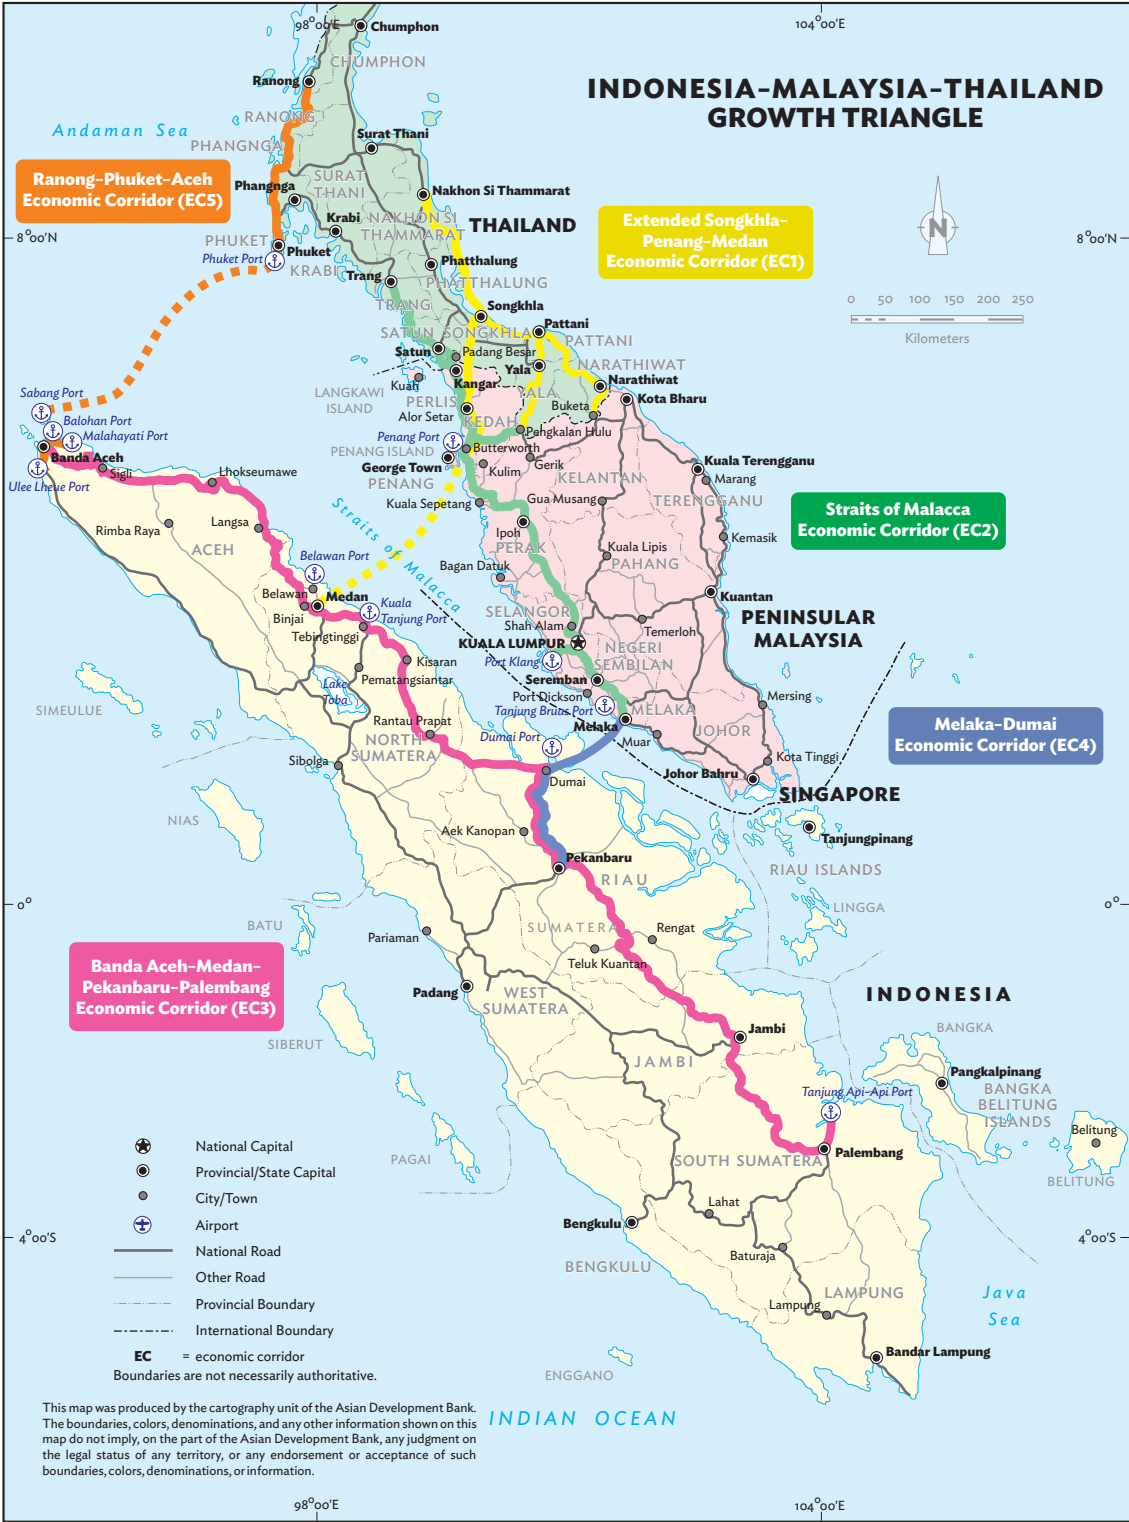 98°00'E
104°00'E
Chumphon
CHUMPHON
Ranong
INDONESIA–MALAYSIA–THAILAND
GROWTH TRIANGLE
RANONG
Andaman Sea
PHANGNGA
Surat Thani
Ranong–Phuket–Aceh
Economic Corridor (EC5)
SURAT
THANI
Phangnga
Nakhon Si Thammarat
Krabi
NAKHON SI
THAMMARAT
THAILAND
Extended Songkhla–
Penang–Medan
Economic Corridor (EC1)
N
8°00'N
8°00'N
PHUKET
Phuket
Phuket Port
KRABI
Phatthalung
Trang
PHATTHALUNG
TRANG
0 50 100 150 200 250
Kilometers
Songkhla
Pattani
SATUN
SONGKHLA
PATTANI
Satun
Padang Besar
Yala
NARATHIWAT
Kuah
Kangar
Narathiwat
LANGKAWI
ISLAND
PERLIS
YALA
Kota Bharu
Sabang Port
Alor Setar
Buketa
KEDAH
Balohan Port
Malahayati Port
Penang Port
Pengkalan Hulu
PENANG ISLAND
Butterworth
Banda Aceh
George Town
Gerik
Kuala Terengganu
Sigli
Lhokseumawe
Kulim
KELANTAN
Marang
Ulee Lheue Port
PENANG
TERENGGANU
Kuala Sepetang
Gua Musang
Straits of Malacca
Straits of Malacca
Economic Corridor (EC2)
Rimba Raya
Langsa
Ipoh
Kemasik
ACEH
PERAK
Kuala Lipis
Belawan Port
Bagan Datuk
PAHANG
Belawan
Medan
Kuala
Tanjung Port
Kuantan
Binjai
SELANGOR
PENINSULAR
MALAYSIA
Shah Alam
Temerloh
Tebingtinggi
KUALA LUMPUR
NEGERI
SEMBILAN
Kisaran
Port Klang
Pematangsiantar
Seremban
Lake
Toba
Port Dickson
Mersing
SIMEULUE
Tanjung Bruas Port
MELAKA
Rantau Prapat
Melaka
JOHOR
Melaka–Dumai
Economic Corridor (EC4)
NORTH
SUMATERA
Dumai Port
Muar
Sibolga
Kota Tinggi
Dumai
Johor Bahru
SINGAPORE
NIAS
Aek Kanopan
Tanjungpinang
Pekanbaru
RIAU
RIAU ISLANDS
0°
0°
LINGGA
BATU
SUMATERA
Rengat
Pariaman
Teluk Kuantan
Banda Aceh–Medan–
Pekanbaru–Palembang
Economic Corridor (EC3)
Padang
WEST
SUMATERA
INDONESIA
Jambi
BANGKA
SIBERUT
JAMBI
Pangkalpinang
Tanjung Api–Api Port
BANGKA
BELITUNG
ISLANDS
Belitung
PAGAI
Palembang
SOUTH SUMATERA
BELITUNG
National Capital
Provincial/State Capital
City/Town
Airport
National Road
Other Road
Provincial Boundary
International Boundary
EC = economic corridor
Boundaries are not necessarily authoritative.
Lahat
Bengkulu
4°00'S
4°00'S
Baturaja
BENGKULU
LAMPUNG
Lampung
Java
Sea
Bandar Lampung
ENGGANO
INDIAN OCEAN
This map was produced by the cartography unit of the Asian Development Bank.
The boundaries, colors, denominations, and any other information shown on this
map do not imply, on the part of the Asian Development Bank, any judgment on
the legal status of any territory, or any endorsement or acceptance of such
boundaries, colors, denominations, or information.
98°00'E
104°00'E